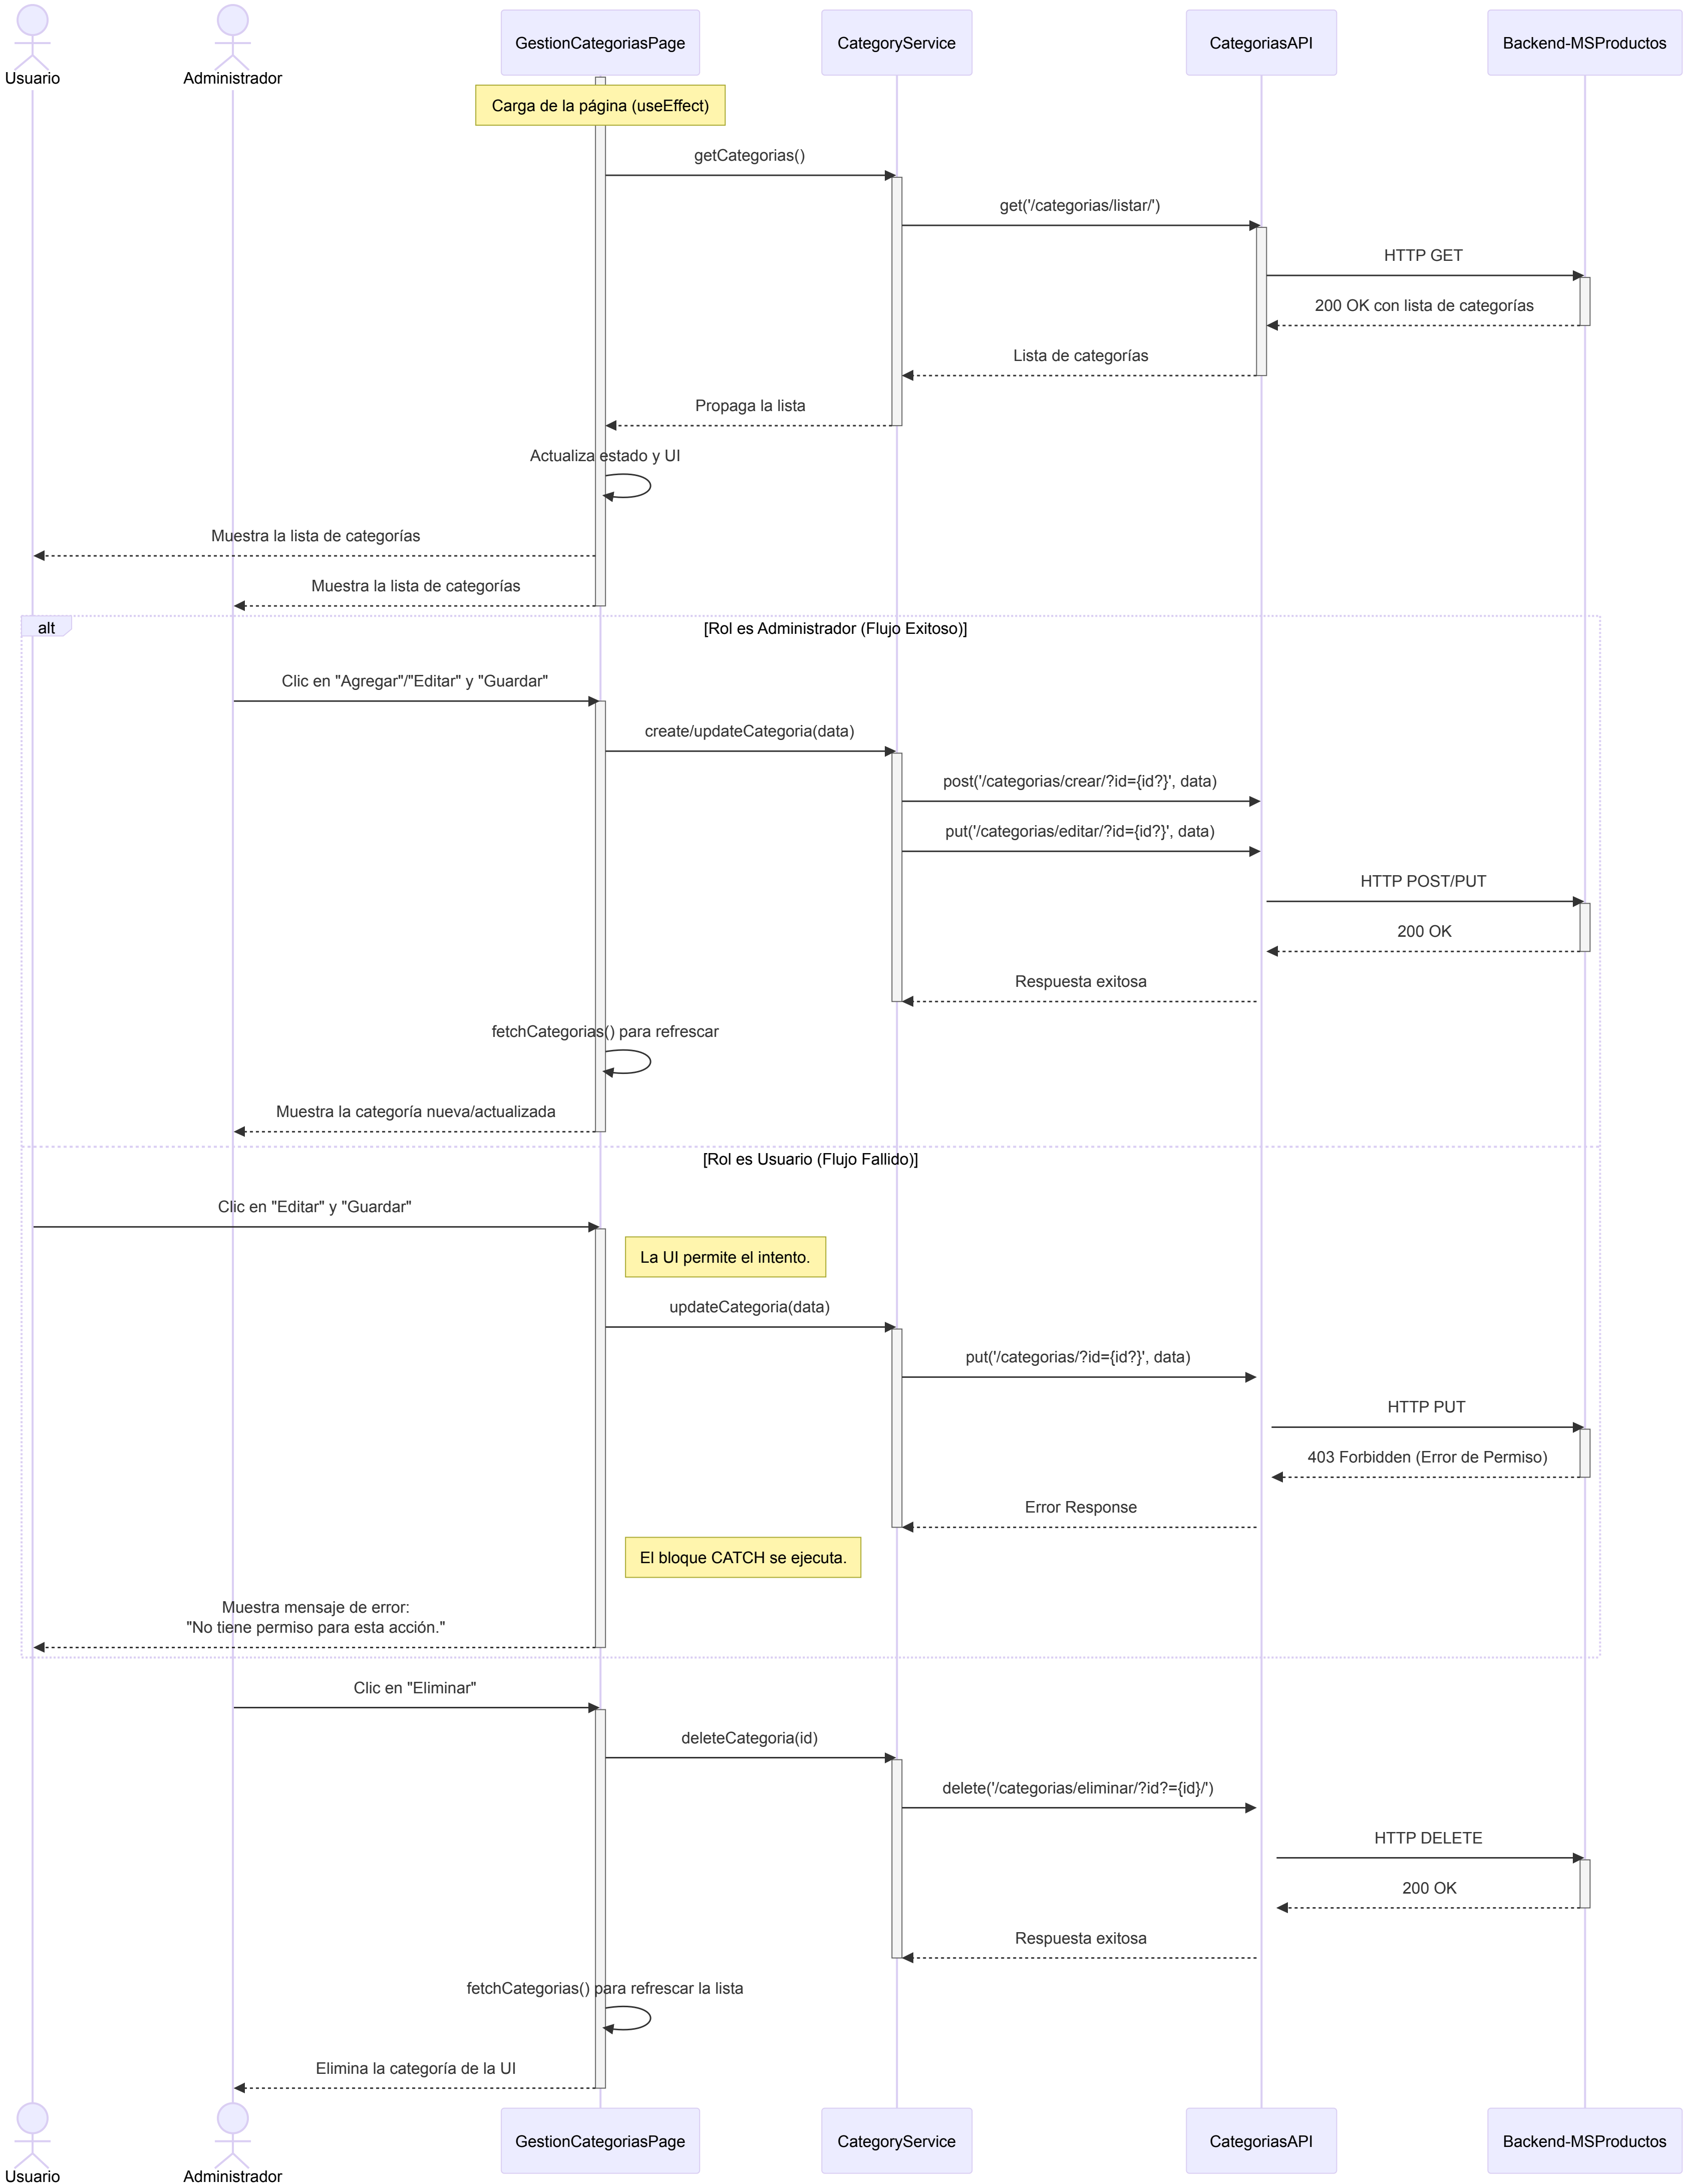 Usuario
Administrador
GestionCategoriasPage
CategoryService
CategoriasAPI
Backend-MSProductos
Carga de la página (useEffect)
getCategorias()
get('/categorias/listar/')
HTTP GET
200 OK con lista de categorías
Lista de categorías
Propaga la lista
Actualiza estado y UI
Muestra la lista de categorías
Muestra la lista de categorías
alt
[Rol es Administrador (Flujo Exitoso)]
Clic en "Agregar"/"Editar" y "Guardar"
create/updateCategoria(data)
post('/categorias/crear/?id={id?}', data)
put('/categorias/editar/?id={id?}', data)
HTTP POST/PUT
200 OK
Respuesta exitosa
fetchCategorias() para refrescar
Muestra la categoría nueva/actualizada
[Rol es Usuario (Flujo Fallido)]
Clic en "Editar" y "Guardar"
La UI permite el intento.
updateCategoria(data)
put('/categorias/?id={id?}', data)
HTTP PUT
403 Forbidden (Error de Permiso)
Error Response
El bloque CATCH se ejecuta.
Muestra mensaje de error:
"No tiene permiso para esta acción."
Clic en "Eliminar"
deleteCategoria(id)
delete('/categorias/eliminar/?id?={id}/')
HTTP DELETE
200 OK
Respuesta exitosa
fetchCategorias() para refrescar la lista
Elimina la categoría de la UI
Usuario
Administrador
GestionCategoriasPage
CategoryService
CategoriasAPI
Backend-MSProductos